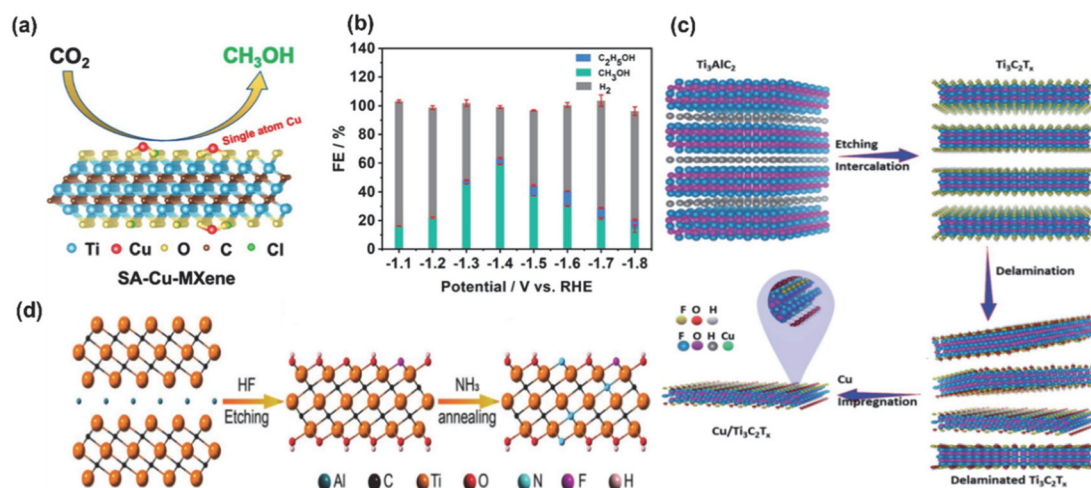 (a)
CO₂
CH₃OH
Single atom Cu
Ti
Cu
O
C
Cl
SA-Cu-MXene
(b)
140
120
100
80
60
40
20
0
FE / %
C₂H₅OH
CH₃OH
H₂
-1.1
-1.2
-1.3
-1.4
-1.5
-1.6
-1.7
-1.8
Potential / V vs. RHE
(c)
Ti₃AlC₂
Etching
Intercalation
Ti₃C₂Tₓ
Delamination
F O H
F O H Cu
Cu
Impregnation
Cu/Ti₃C₂Tₓ
Delaminated Ti₃C₂Tₓ
(d)
HF
Etching
NH₃
annealing
Al
C
Ti
O
N
F
H